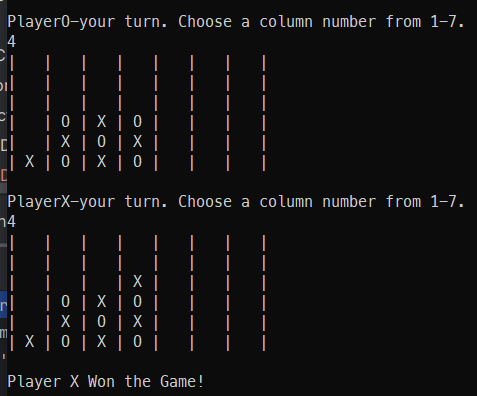 PlayerO-your turn. Choose a column number from 1-7.
4
|   |   |   |   |   |   |   |
|   |   |   |   |   |   |   |
|   |   |   |   |   |   |   |
|   | O | X | O |   |   |   |
|   | X | O | X |   |   |   |
| X | O | X | O |   |   |   |
PlayerX-your turn. Choose a column number from 1-7.
4
|   |   |   |   |   |   |   |
|   |   |   |   |   |   |   |
|   |   |   | X |   |   |   |
|   | O | X | O |   |   |   |
|   | X | O | X |   |   |   |
| X | O | X | O |   |   |   |
Player X Won the Game!